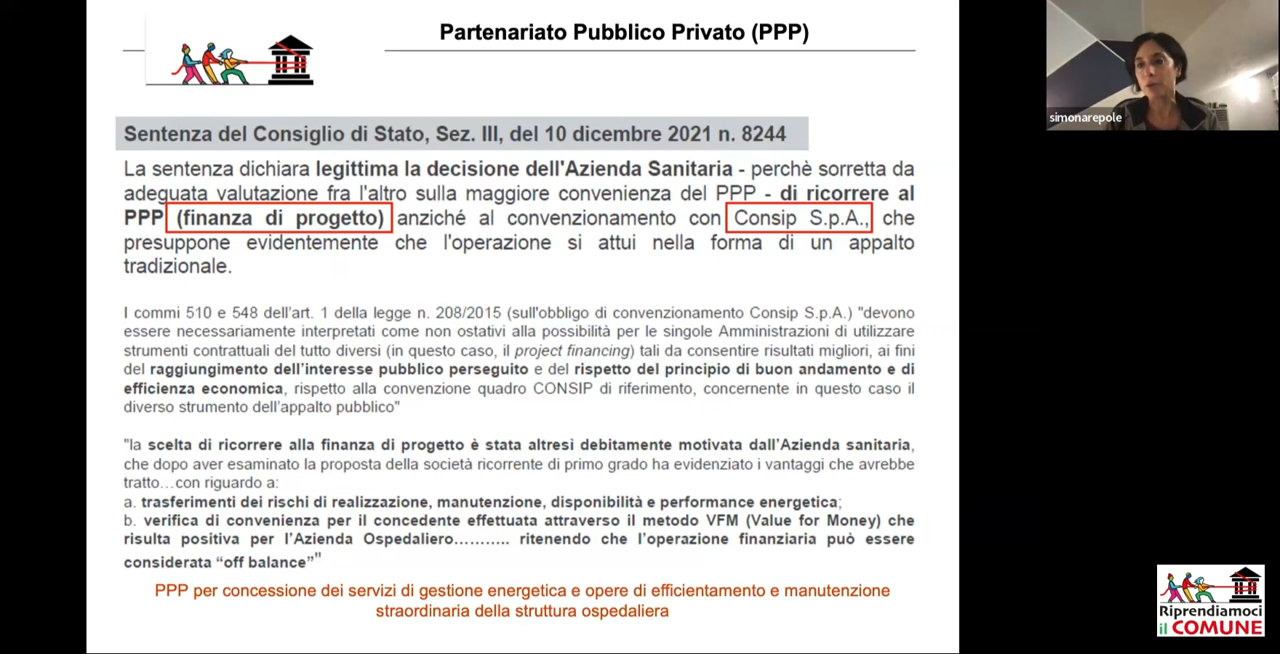 Partenariato Pubblico Privato (PPP)
simonarepole
Sentenza del Consiglio di Stato, Sez. III, del 10 dicembre 2021 n. 8244
La sentenza dichiara legittima la decisione dell'Azienda Sanitaria - perchè sorretta da
adeguata valutazione fra l'altro sulla maggiore convenienza del PPP - di ricorrere al
PPP (finanza di progetto) anziché al convenzionamento con Consip S.p.A., che
presuppone evidentemente che l'operazione si attui nella forma di un appalto
tradizionale.
I commi 510 e 548 dell'art. 1 della legge n. 208/2015 (sull'obbligo di convenzionamento Consip S.p.A.) "devono
essere necessariamente interpretati come non ostativi alla possibilità per le singole Amministrazioni di utilizzare
strumenti contrattuali del tutto diversi (in questo caso, il project financing) tali da consentire risultati migliori, ai fini
del raggiungimento dell'interesse pubblico perseguito e del rispetto del principio di buon andamento e di
efficienza economica, rispetto alla convenzione quadro CONSIP di riferimento, concernente in questo caso il
diverso strumento dell'appalto pubblico"
"la scelta di ricorrere alla finanza di progetto è stata altresì debitamente motivata dall'Azienda sanitaria,
che dopo aver esaminato la proposta della società ricorrente di primo grado ha evidenziato i vantaggi che avrebbe
tratto…con riguardo a:
a. trasferimenti dei rischi di realizzazione, manutenzione, disponibilità e performance energetica;
b. verifica di convenienza per il concedente effettuata attraverso il metodo VFM (Value for Money) che
risulta positiva per l'Azienda Ospedaliero……….. ritenendo che l'operazione finanziaria può essere
considerata "off balance""
PPP per concessione dei servizi di gestione energetica e opere di efficientamento e manutenzione
straordinaria della struttura ospedaliera
Riprendiamoci
il COMUNE